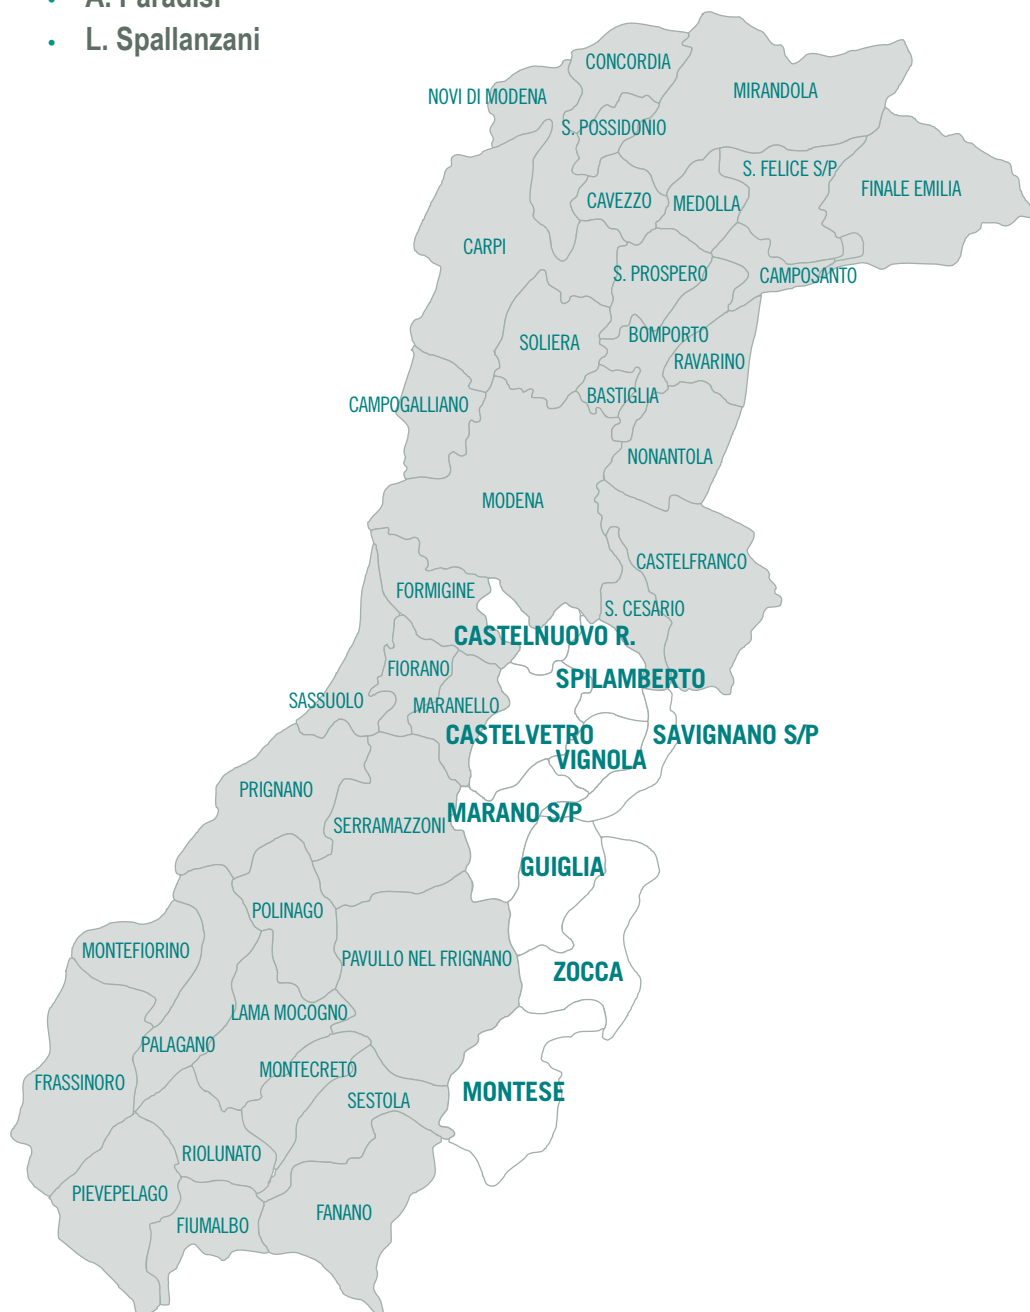 • A. Paradisi
• L. Spallanzani
CONCORDIA
MIRANDOLA
NOVI DI MODENA
S. POSSIDONIO
S. FELICE S/P
FINALE EMILIA
CAVEZZO
MEDOLLA
CARPI
S. PROSPERO
CAMPOSANTO
SOLIERA
BOMPORTO
RAVARINO
BASTIGLIA
CAMPOGALLIANO
NONANTOLA
MODENA
CASTELFRANCO
FORMIGINE
S. CESARIO
CASTELNUOVO R.
FIORANO
SPILAMBERTO
SASSUOLO
MARANELLO
CASTELVETRO
SAVIGNANO S/P
VIGNOLA
PRIGNANO
MARANO S/P
SERRAMAZZONI
GUIGLIA
POLINAGO
MONTEFIORINO
PAVULLO NEL FRIGNANO
ZOCCA
LAMA MOCOGNO
PALAGANO
MONTECRETO
FRASSINORO
MONTESE
SESTOLA
RIOLUNATO
PIEVEPELAGO
FANANO
FIUMALBO